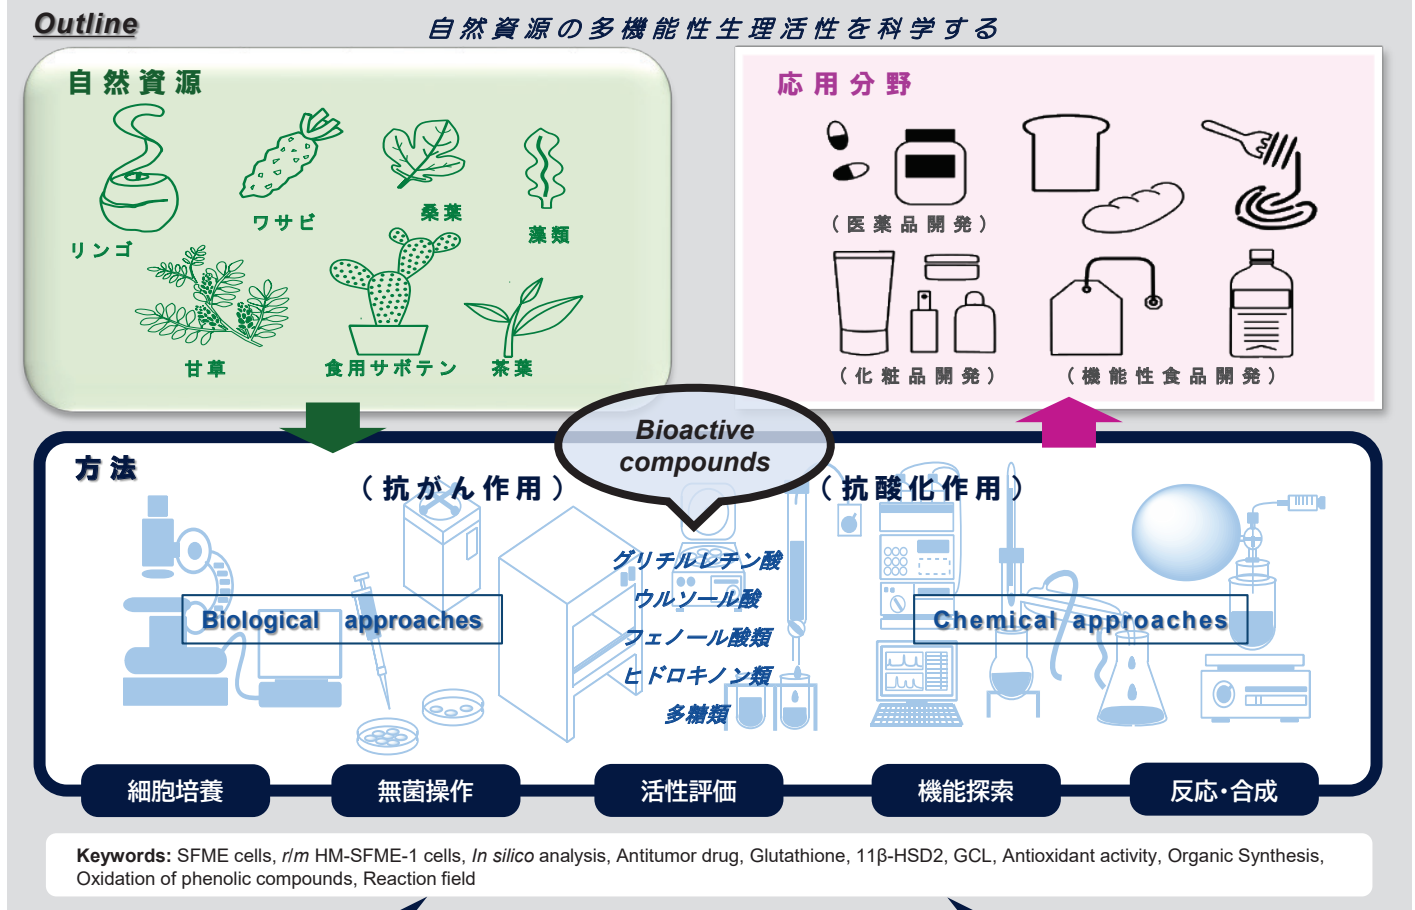 Outline
自然資源の多機能性生理活性を科学する
自然資源
リンゴ
ワサビ
桑葉
藻類
甘草
食用サボテン
茶葉
応用分野
(医薬品開発)
(化粧品開発)
(機能性食品開発)
Bioactive
compounds
方法
(抗がん作用)
(抗酸化作用)
グリチルレチン酸
ウルソール酸
フェノール酸類
ヒドロキノン類
多糖類
Biological approaches
Chemical approaches
細胞培養
無菌操作
活性評価
機能探索
反応・合成
Keywords: SFME cells, r/m HM-SFME-1 cells, In silico analysis, Antitumor drug, Glutathione, 11β-HSD2, GCL, Antioxidant activity, Organic Synthesis,
Oxidation of phenolic compounds, Reaction field